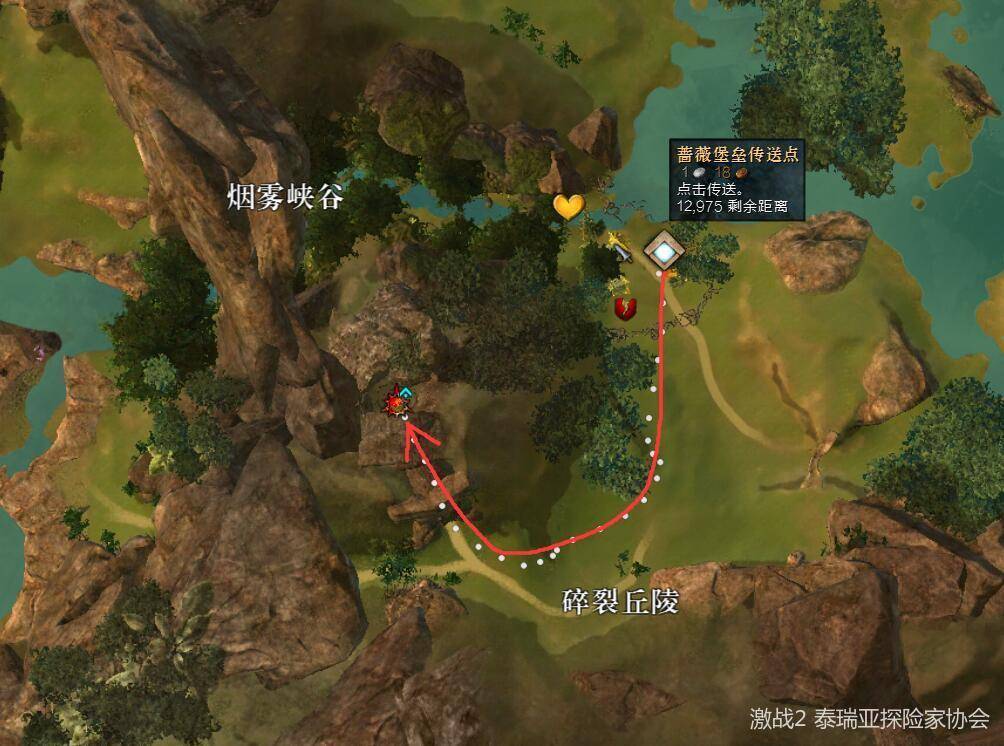 蔷薇堡垒传送点
1 18
点击传送。
12,975 剩余距离
烟雾峡谷
碎裂丘陵
激战2 泰瑞亚探险家协会